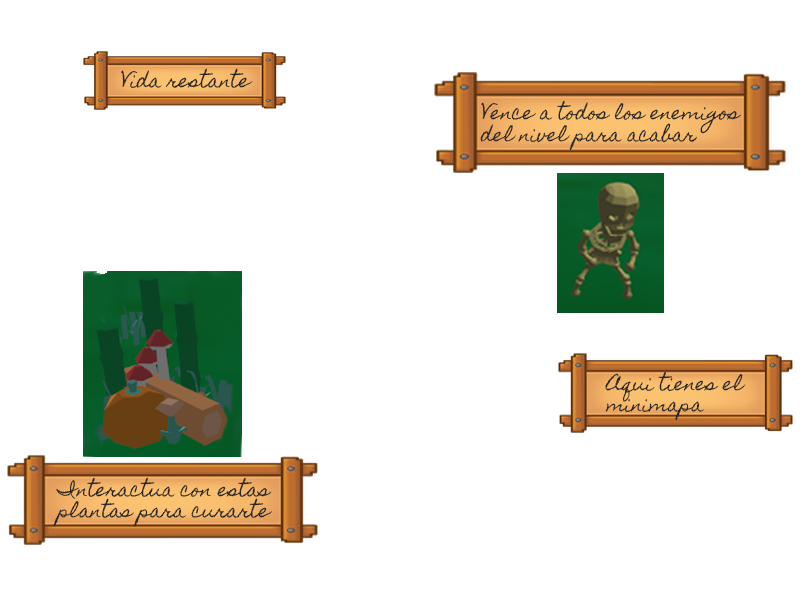 Vida restante
Vence a todos los enemigos
del nivel para acabar
Aqui tienes el
minimapa
Interactua con estas
plantas para curarte